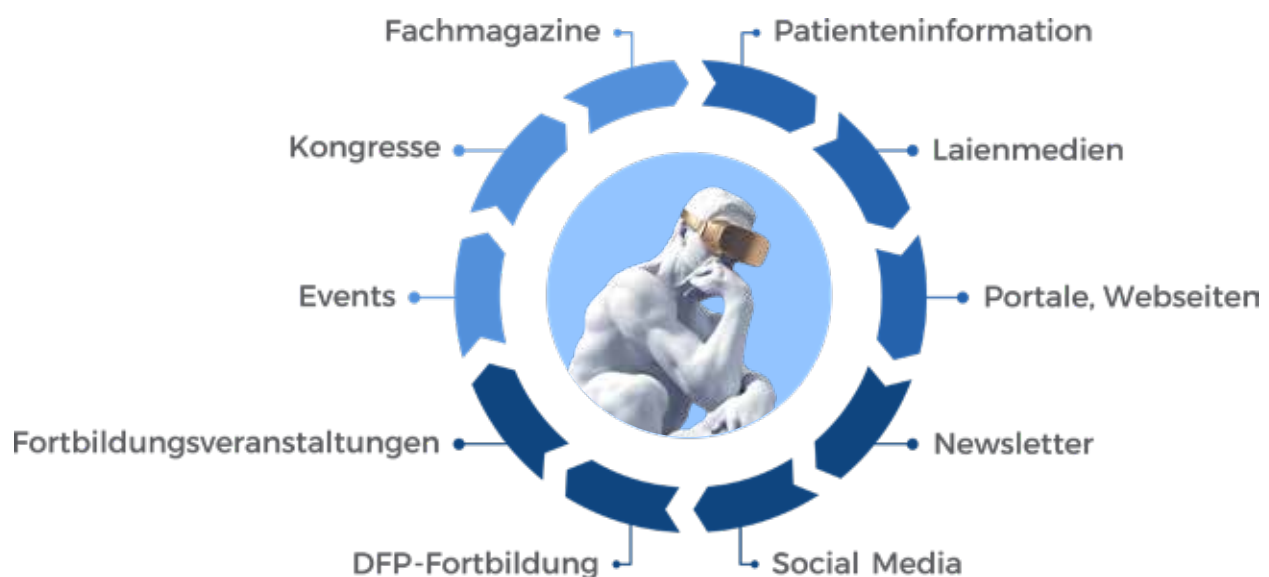 Fachmagazine
Patienteninformation
Kongresse
Laienmedien
Events
Portale, Webseiten
Fortbildungsveranstaltungen
Newsletter
DFP-Fortbildung
Social Media